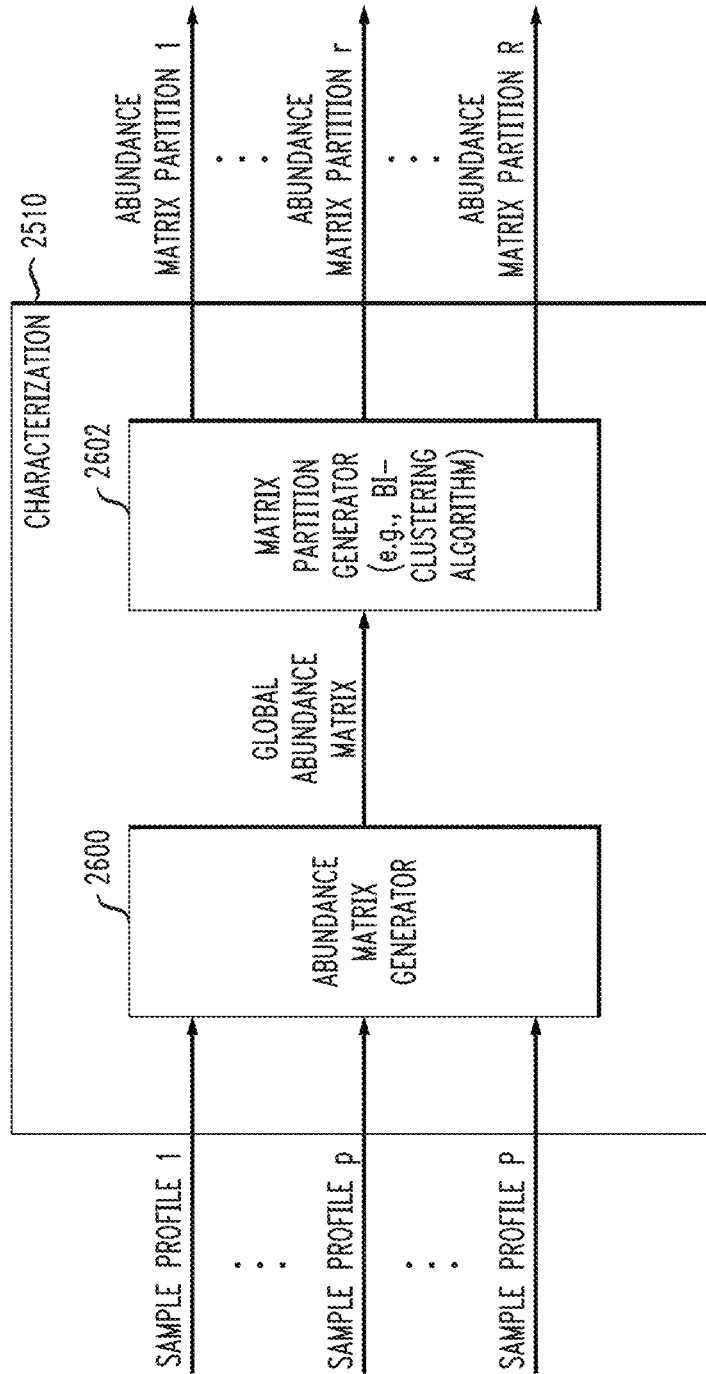 CHARACTERIZATION
2510
SAMPLE PROFILE 1
SAMPLE PROFILE p
SAMPLE PROFILE P
2600
ABUNDANCE
MATRIX
GENERATOR
GLOBAL
ABUNDANCE
MATRIX
2602
MATRIX
PARTITION
GENERATOR
(e.g., BI-
CLUSTERING
ALGORITHM)
ABUNDANCE
MATRIX PARTITION 1
ABUNDANCE
MATRIX PARTITION r
ABUNDANCE
MATRIX PARTITION R